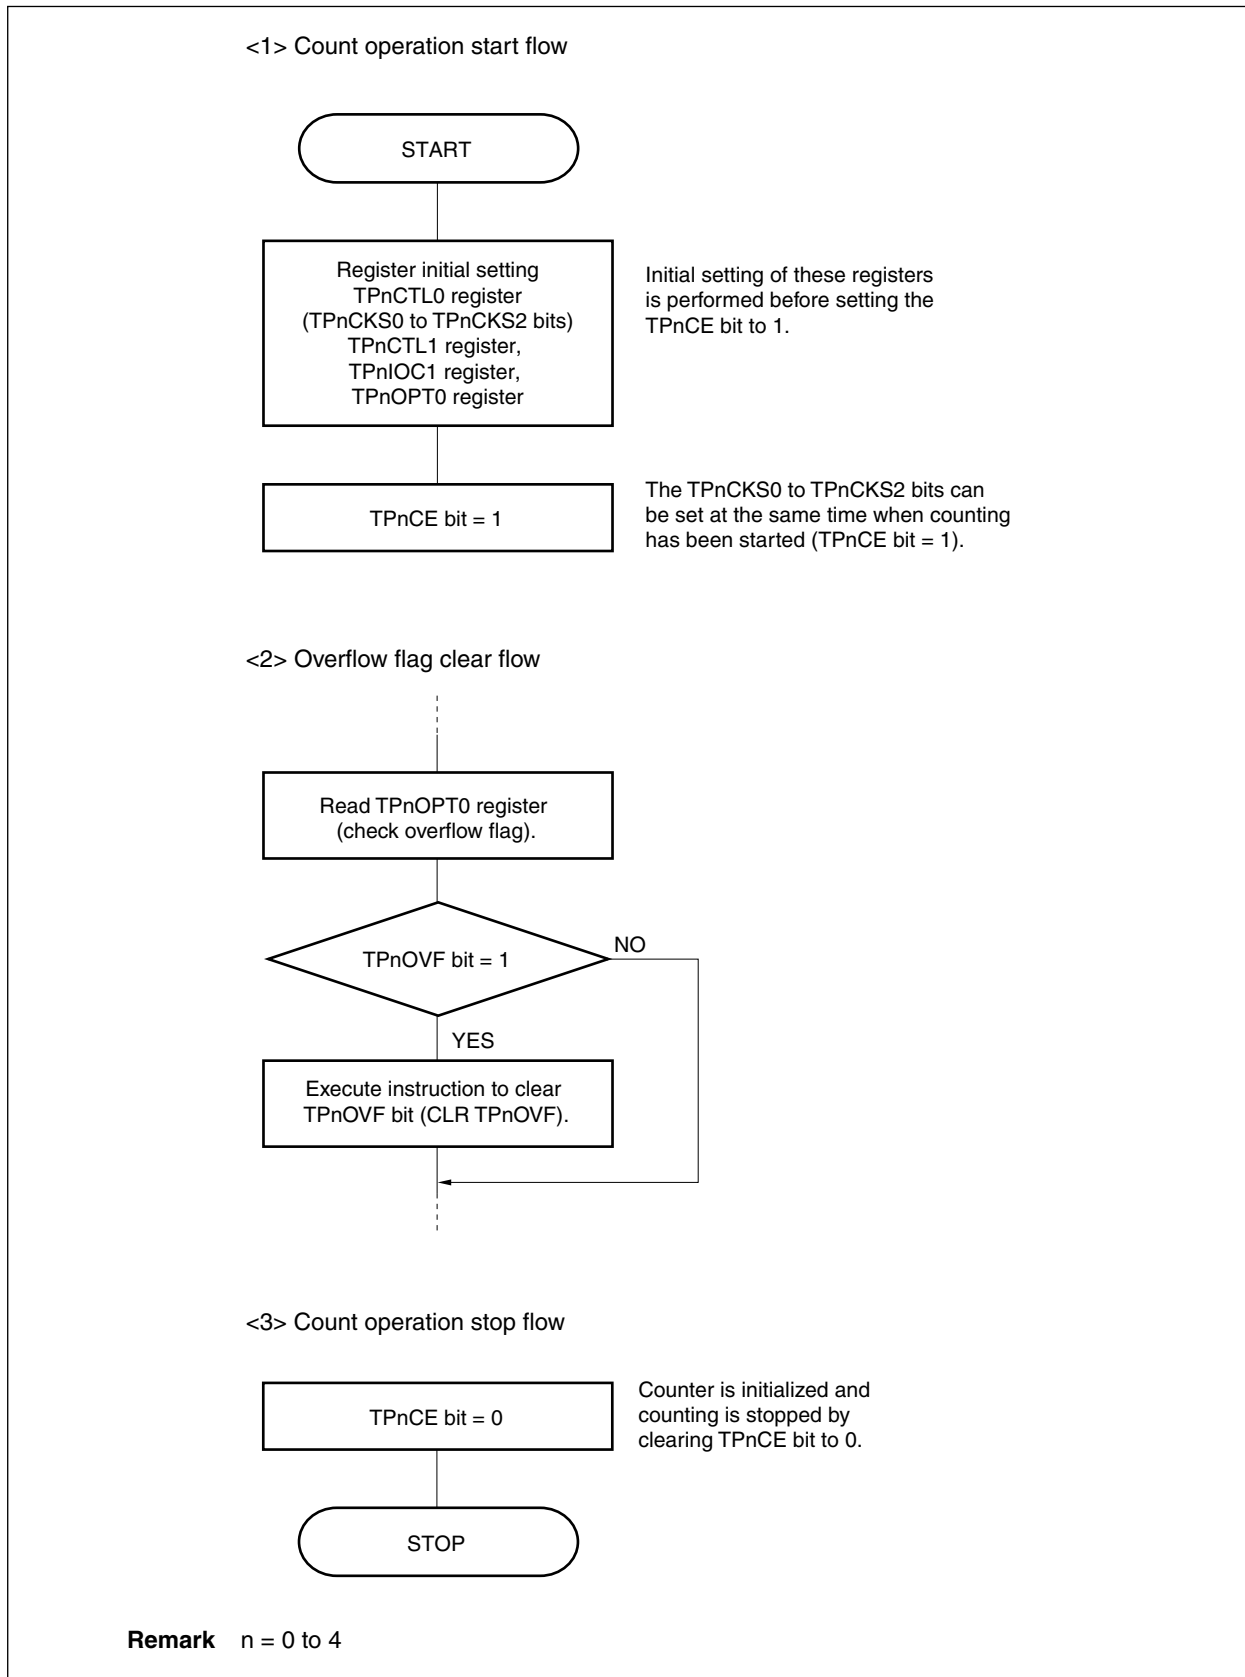 <1> Count operation start flow
START
Register initial setting
TPnCTL0 register
(TPnCKS0 to TPnCKS2 bits)
TPnCTL1 register,
TPnIOC1 register,
TPnOPT0 register
Initial setting of these registers
is performed before setting the
TPnCE bit to 1.
TPnCE bit = 1
The TPnCKS0 to TPnCKS2 bits can
be set at the same time when counting
has been started (TPnCE bit = 1).
<2> Overflow flag clear flow
Read TPnOPT0 register
(check overflow flag).
TPnOVF bit = 1
NO
YES
Execute instruction to clear
TPnOVF bit (CLR TPnOVF).
<3> Count operation stop flow
TPnCE bit = 0
Counter is initialized and
counting is stopped by
clearing TPnCE bit to 0.
STOP
Remark n = 0 to 4